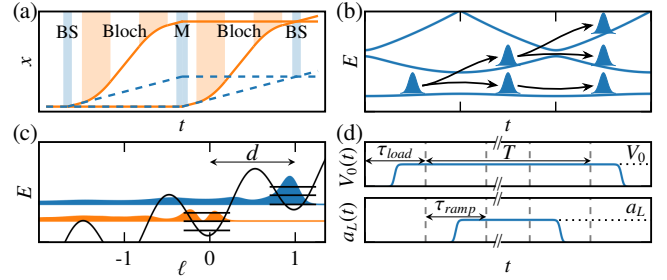 (a)
BS Bloch M Bloch BS
x
t
(b)
E
t
(c)
d
E
-1 0 1
ℓ
(d)
τ_load T V_0
V_0(t)
t
τ_ramp a_L
a_L(t)
t